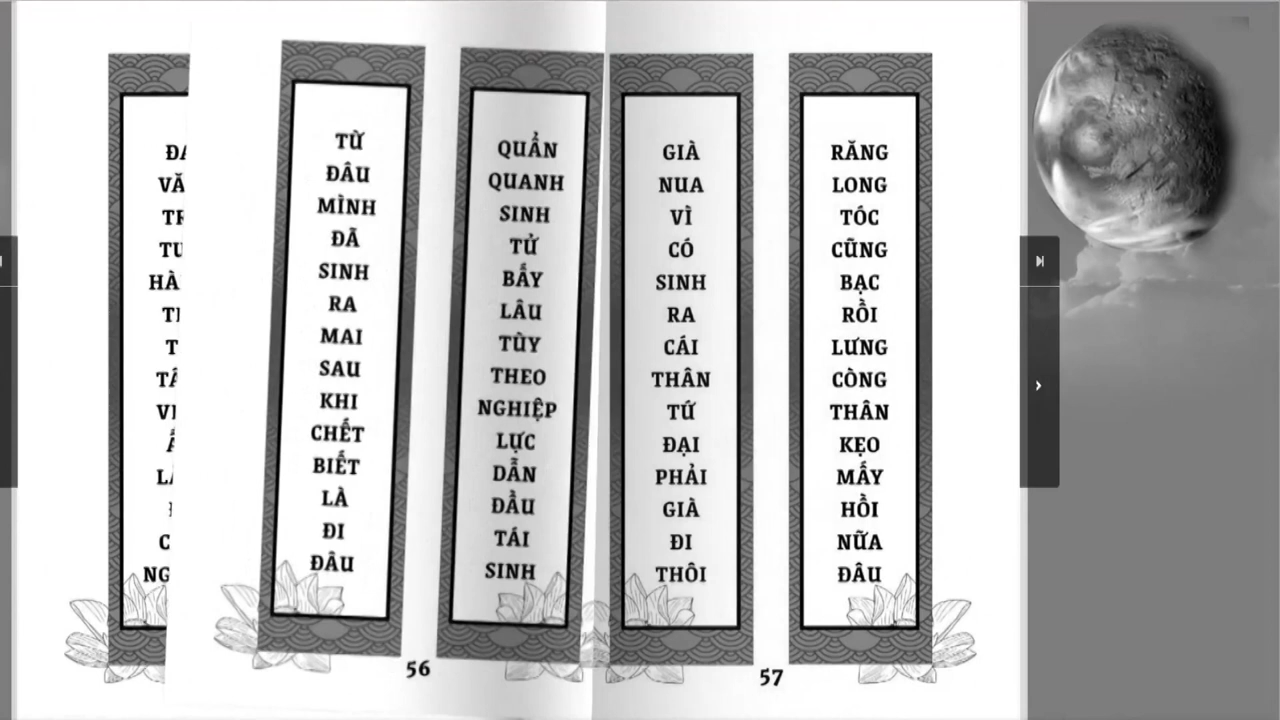 TỪ
ĐÂU
MÌNH
ĐÃ
SINH
RA
MAI
SAU
KHI
CHẾT
BIẾT
LÀ
ĐI
ĐÂU
QUẨN
QUANH
SINH
TỬ
BẤY
LÂU
TÙY
THEO
NGHIỆP
LỰC
DẪN
ĐẦU
TÁI
SINH
56
GIÀ
NUA
VÌ
CÓ
SINH
RA
CÁI
THÂN
TỨ
ĐẠI
PHẢI
GIÀ
ĐI
THÔI
RĂNG
LONG
TÓC
CŨNG
BẠC
RỒI
LƯNG
CÒNG
THÂN
KẸO
MẤY
HỒI
NỮA
ĐÂU
57